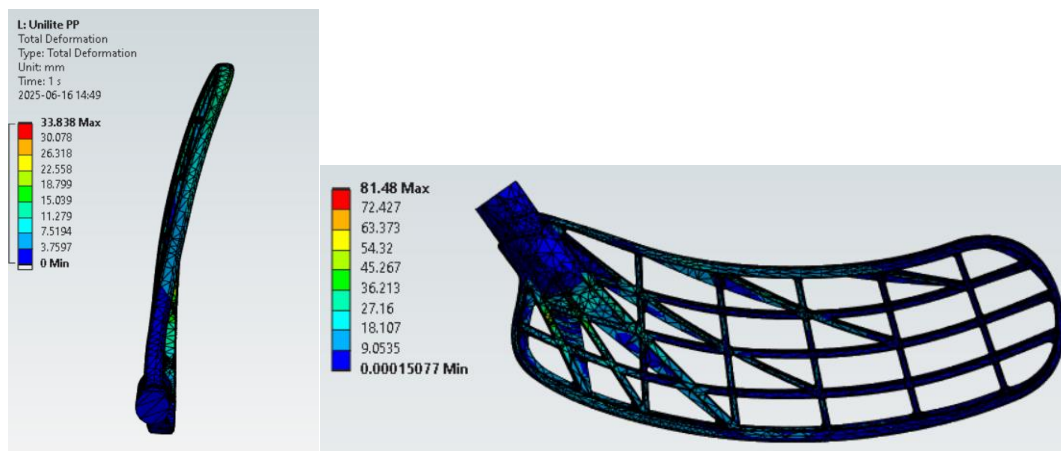 L: Unilite PP
Total Deformation
Type: Total Deformation
Unit: mm
Time: 1 s
2025-06-16 14:49
33.838 Max
30.078
26.318
22.558
18.799
15.039
11.279
7.5194
3.7597
0 Min
81.48 Max
72.427
63.373
54.32
45.267
36.213
27.16
18.107
9.0535
0.00015077 Min